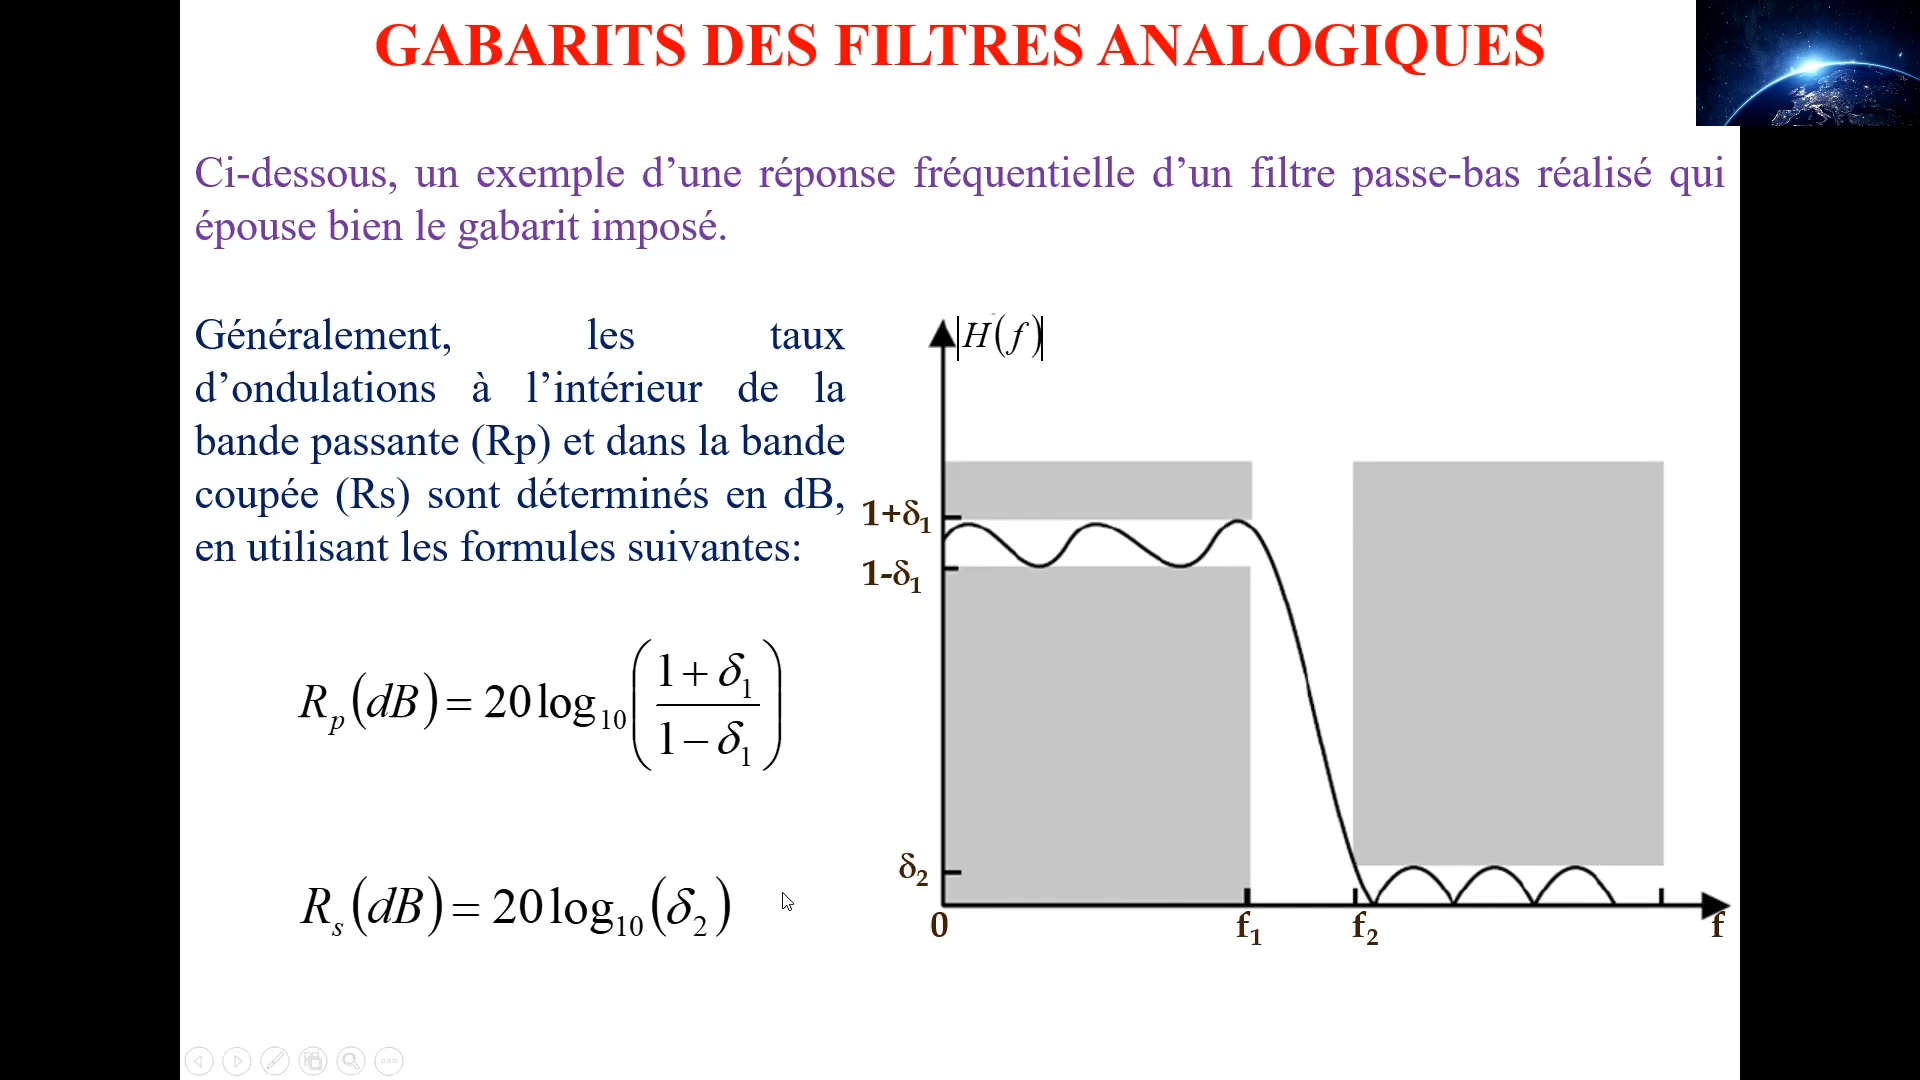 GABARITS DES FILTRES ANALOGIQUES
Ci-dessous, un exemple d’une réponse fréquentielle d’un filtre passe-bas réalisé qui
épouse bien le gabarit imposé.
Généralement, les taux
d’ondulations à l’intérieur de la
bande passante (Rp) et dans la bande
coupée (Rs) sont déterminés en dB,
en utilisant les formules suivantes:
R_p(dB) = 20 log₁₀((1 + δ₁)/(1 − δ₁))
R_s(dB) = 20 log₁₀(δ₂)
|H(f)|
1+δ₁
1-δ₁
δ₂
0 f₁ f₂ f